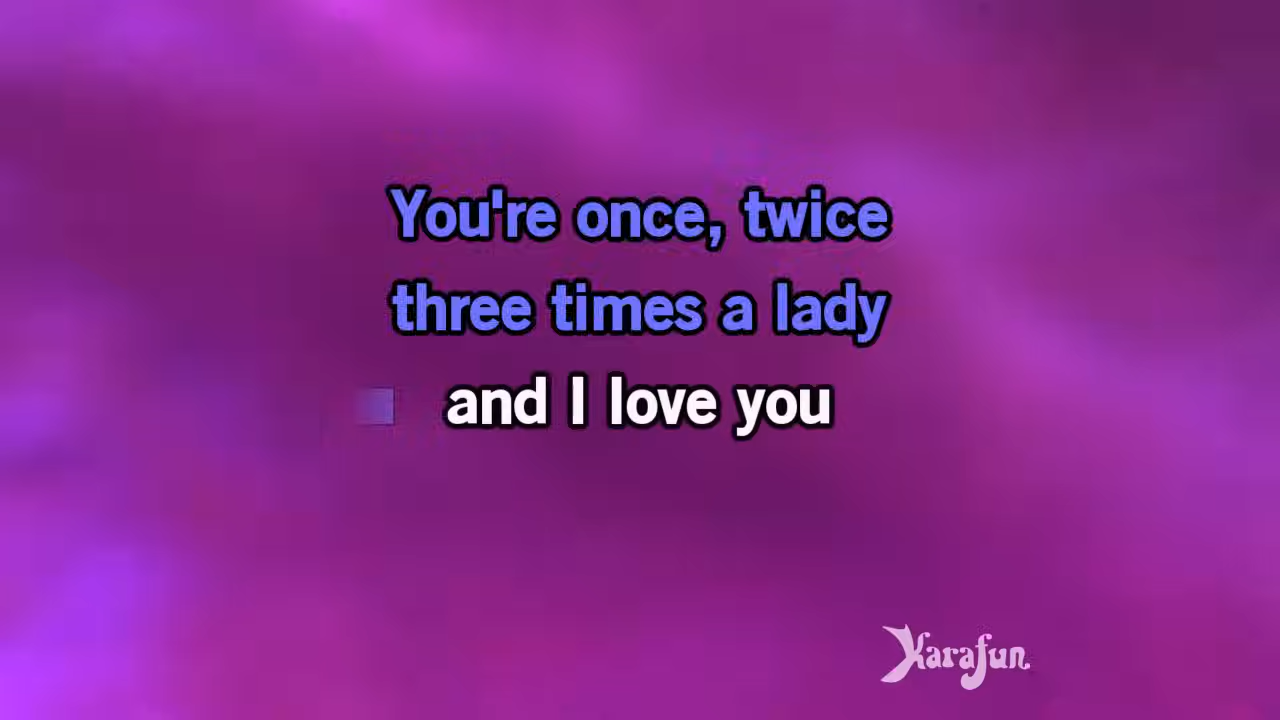 You're once, twice
three times a lady
and I love you
Karafun